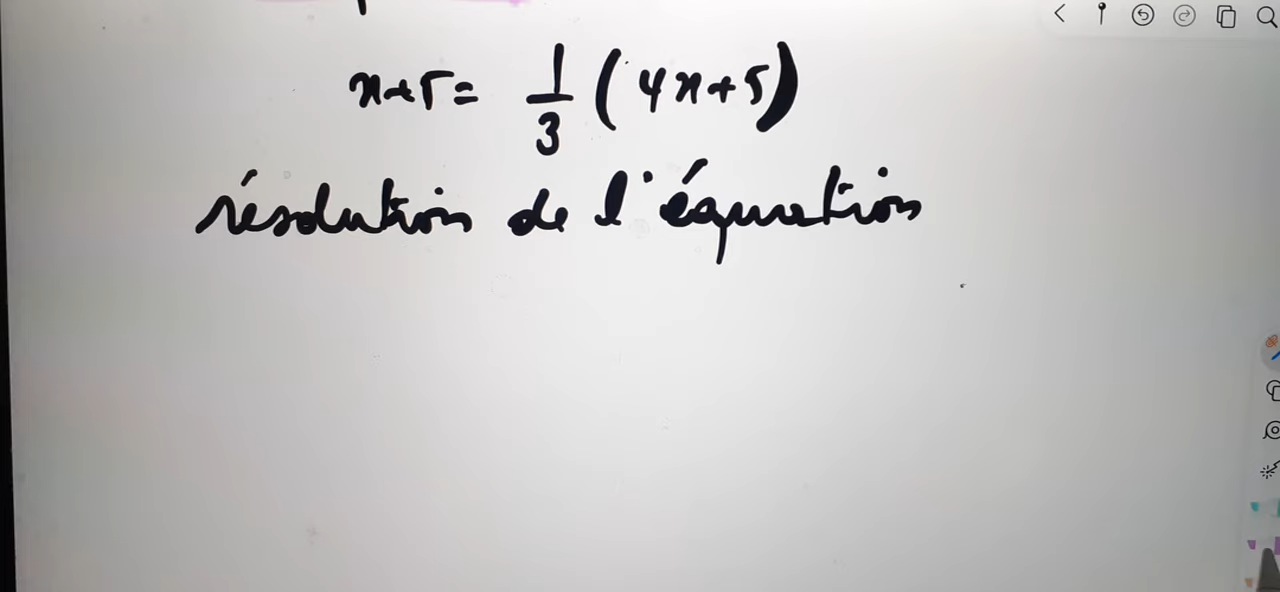 x+5= 1/3 (4x+5)
résolution de l'équation